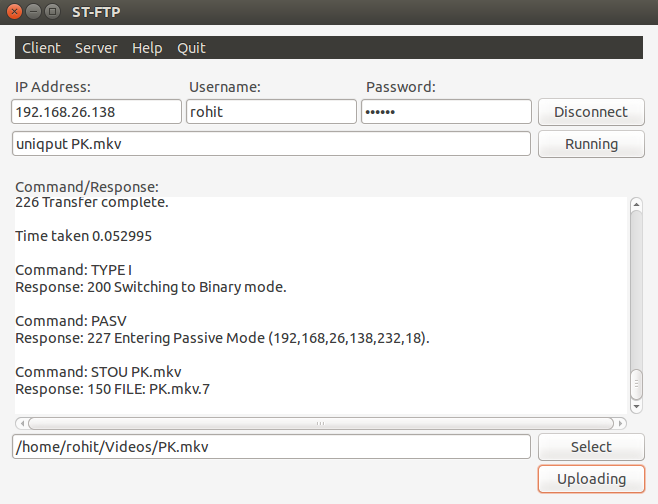 ST-FTP
Client Server Help Quit
IP Address: Username: Password:
192.168.26.138 rohit •••••• Disconnect
uniqput PK.mkv Running
Command/Response:
226 Transfer complete.
Time taken 0.052995
Command: TYPE I
Response: 200 Switching to Binary mode.
Command: PASV
Response: 227 Entering Passive Mode (192,168,26,138,232,18).
Command: STOU PK.mkv
Response: 150 FILE: PK.mkv.7
/home/rohit/Videos/PK.mkv Select
Uploading